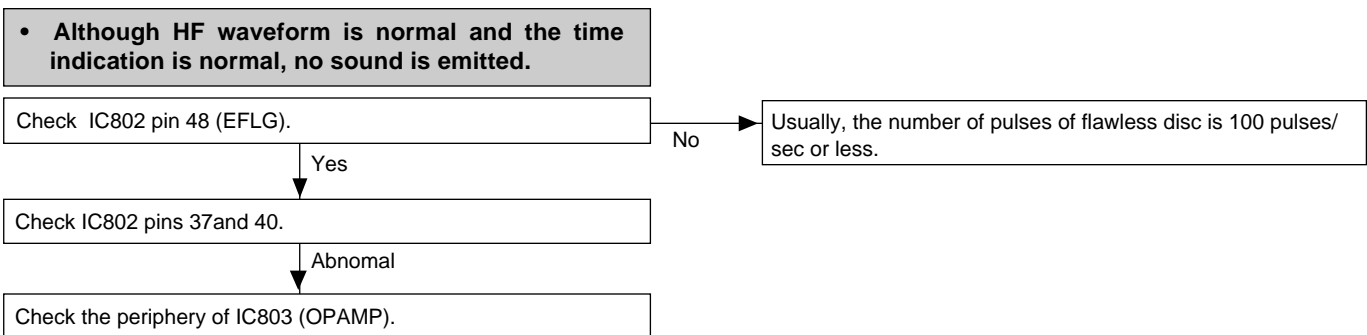 • Although HF waveform is normal and the time
indication is normal, no sound is emitted.
Check IC802 pin 48 (EFLG).
No
Usually, the number of pulses of flawless disc is 100 pulses/
sec or less.
Yes
Check IC802 pins 37and 40.
Abnomal
Check the periphery of IC803 (OPAMP).